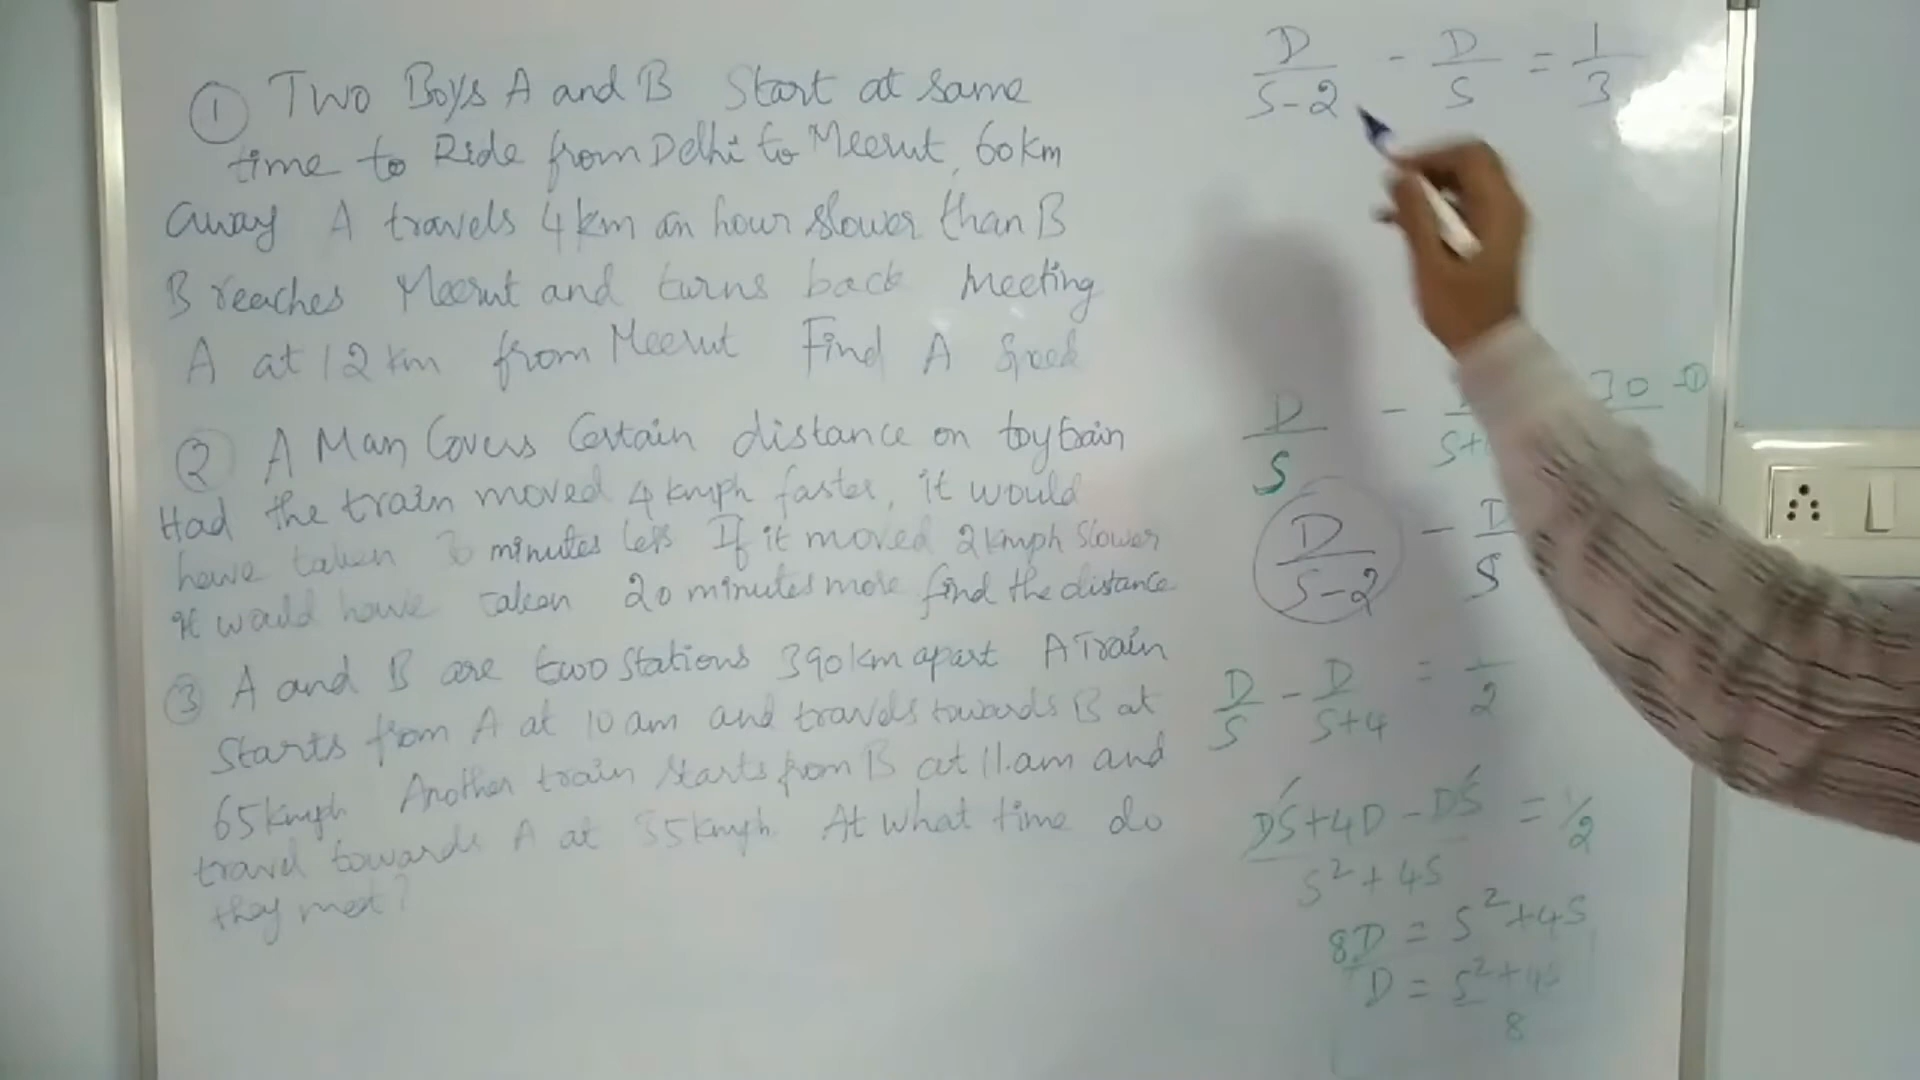 ① Two Boys A and B Start at same
time to Ride from Delhi to Meerut, 60km
away A travels 4km an hour slower than B
B reaches Meerut and turns back meeting
A at 12km from Meerut Find A Speed
② A Man Covers Certain distance on toytrain
Had the train moved 4kmph faster, it would
have taken minutes less If it moved 2kmph slower
It would have taken 20 minutes more find the distance
③ A and B are two stations 390km apart A Train
Starts from A at 10am and travels towards B at
65kmph Another train starts from B at 11.am and
travel towards A at 35kmph. At what time do
they meet?
D/S-2 - D/S = 1/3
D/S - 30 -①
D/S-2 - D/S
D/S - D/S+4 = 1/2
DS+4D-DS/S²+4S = 1/2
8D = S²+4S
D = S²+4S/8